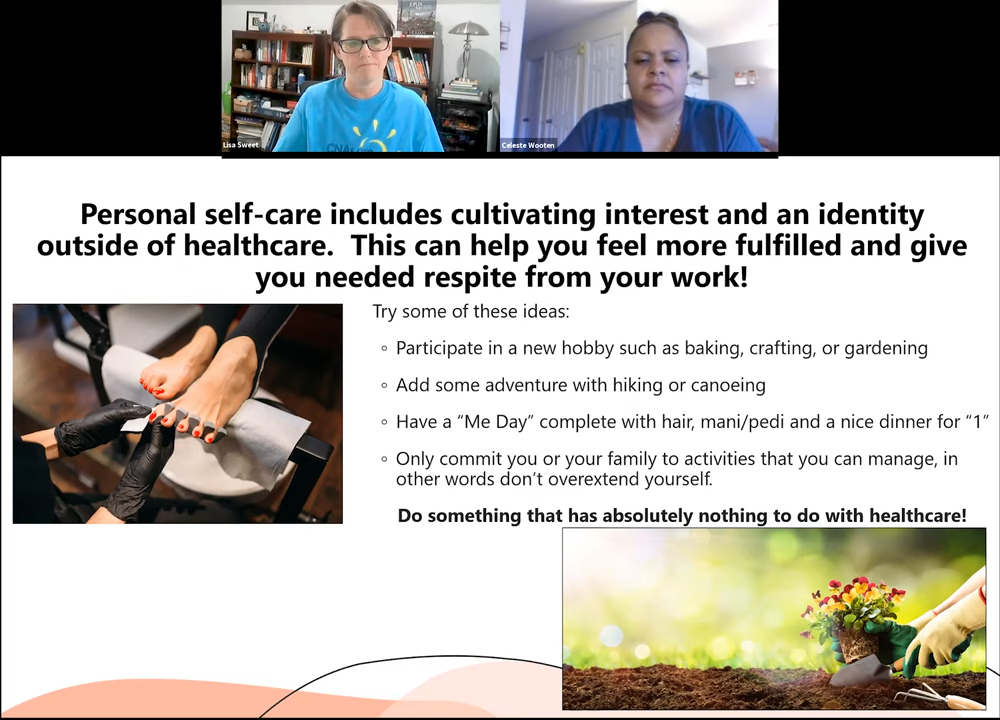 Lisa Sweet
Celeste Wooten
Personal self-care includes cultivating interest and an identity
outside of healthcare.  This can help you feel more fulfilled and give
you needed respite from your work!
Try some of these ideas:
◦ Participate in a new hobby such as baking, crafting, or gardening
◦ Add some adventure with hiking or canoeing
◦ Have a “Me Day” complete with hair, mani/pedi and a nice dinner for “1”
◦ Only commit you or your family to activities that you can manage, in
other words don’t overextend yourself.
Do something that has absolutely nothing to do with healthcare!